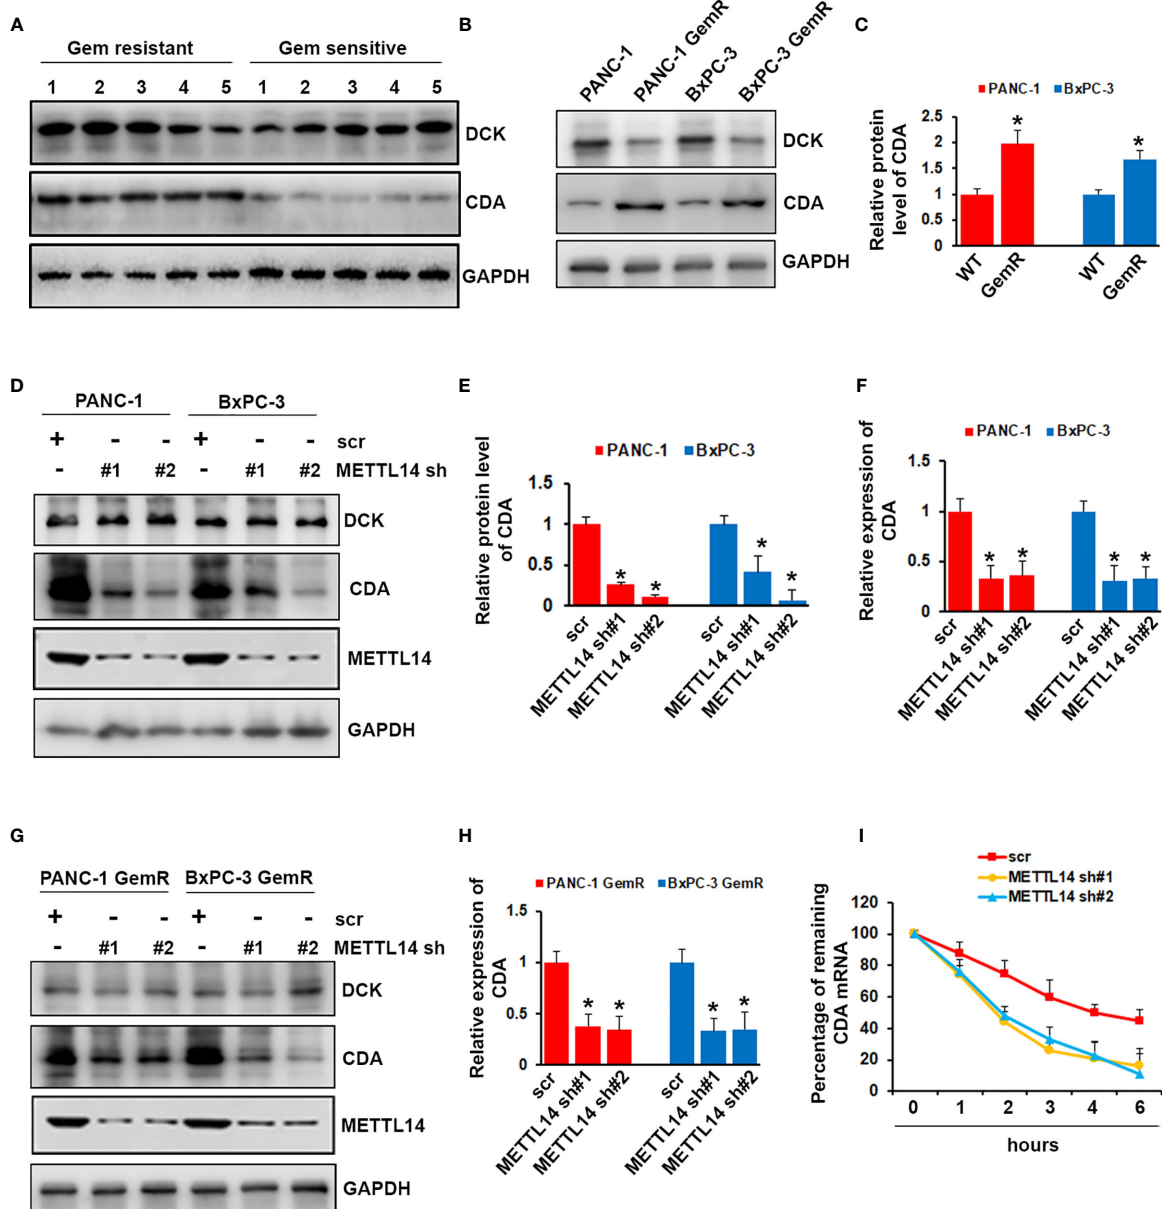 A
Gem resistant Gem sensitive
1 2 3 4 5 1 2 3 4 5
DCK
CDA
GAPDH
B
PANC-1
PANC-1 GemR
BxPC-3
BxPC-3 GemR
DCK
CDA
GAPDH
C
PANC-1 BxPC-3
Relative protein
level of CDA
2.5
2
1.5
1
0.5
0
* *
WT GemR WT GemR
D
PANC-1 BxPC-3
+ - - + - - scr
- #1 #2 - #1 #2 METTL14 sh
DCK
CDA
METTL14
GAPDH
E
PANC-1 BxPC-3
Relative protein level
of CDA
1.5
1
0.5
0
* * * *
scr METTL14 sh#1 METTL14 sh#2 scr METTL14 sh#1 METTL14 sh#2
F
PANC-1 BxPC-3
Relative expression of
CDA
1.5
1
0.5
0
* * * *
scr METTL14 sh#1 METTL14 sh#2 scr METTL14 sh#1 METTL14 sh#2
G
PANC-1 GemR BxPC-3 GemR
+ - - + - - scr
- #1 #2 - #1 #2 METTL14 sh
DCK
CDA
METTL14
GAPDH
H
PANC-1 GemR BxPC-3 GemR
Relative expression of
CDA
1.5
1
0.5
0
* * * *
scr METTL14 sh#1 METTL14 sh#2 scr METTL14 sh#1 METTL14 sh#2
I
scr
METTL14 sh#1
METTL14 sh#2
Percentage of remaining
CDA mRNA
120
100
80
60
40
20
0
0 1 2 3 4 6
hours